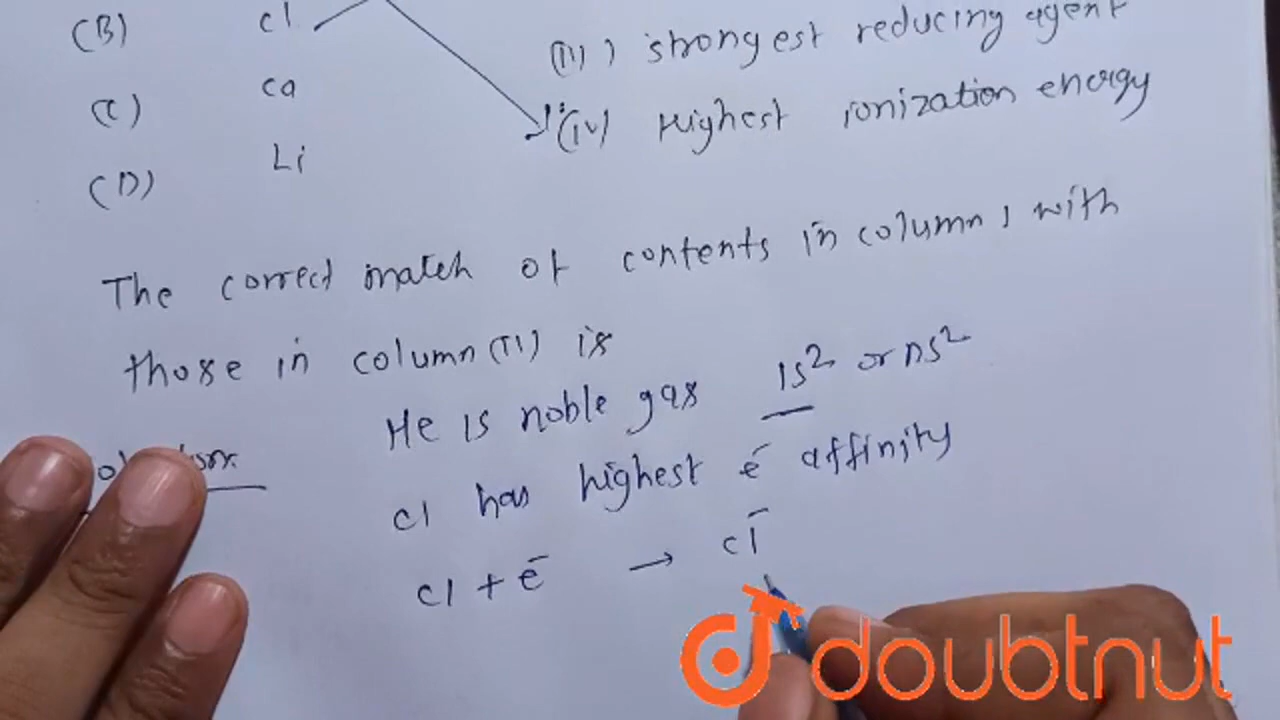 (B) cl
(III) strongest reducing agent
(C) ca
(iv) Highest ionization energy
(D) Li
The correct match of contents in column 1 with
those in column (II) is
He is noble gas 1s² or ns²
cl has highest e⁻ affinity
cl + e⁻ → cl⁻
doubtnut